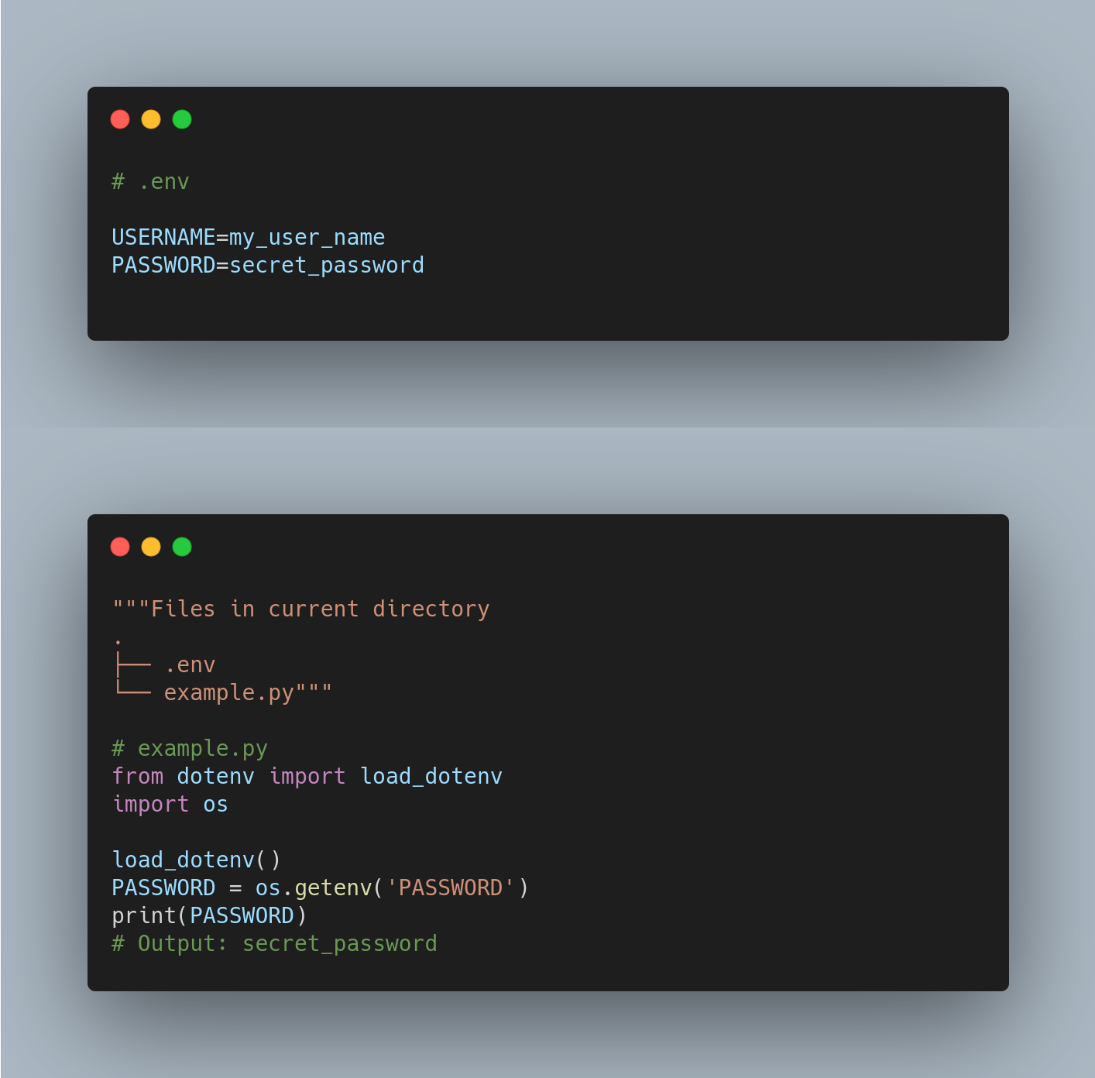 # .env
USERNAME=my_user_name
PASSWORD=secret_password
"""Files in current directory
.
├── .env
└── example.py"""
# example.py
from dotenv import load_dotenv
import os
load_dotenv()
PASSWORD = os.getenv('PASSWORD')
print(PASSWORD)
# Output: secret_password